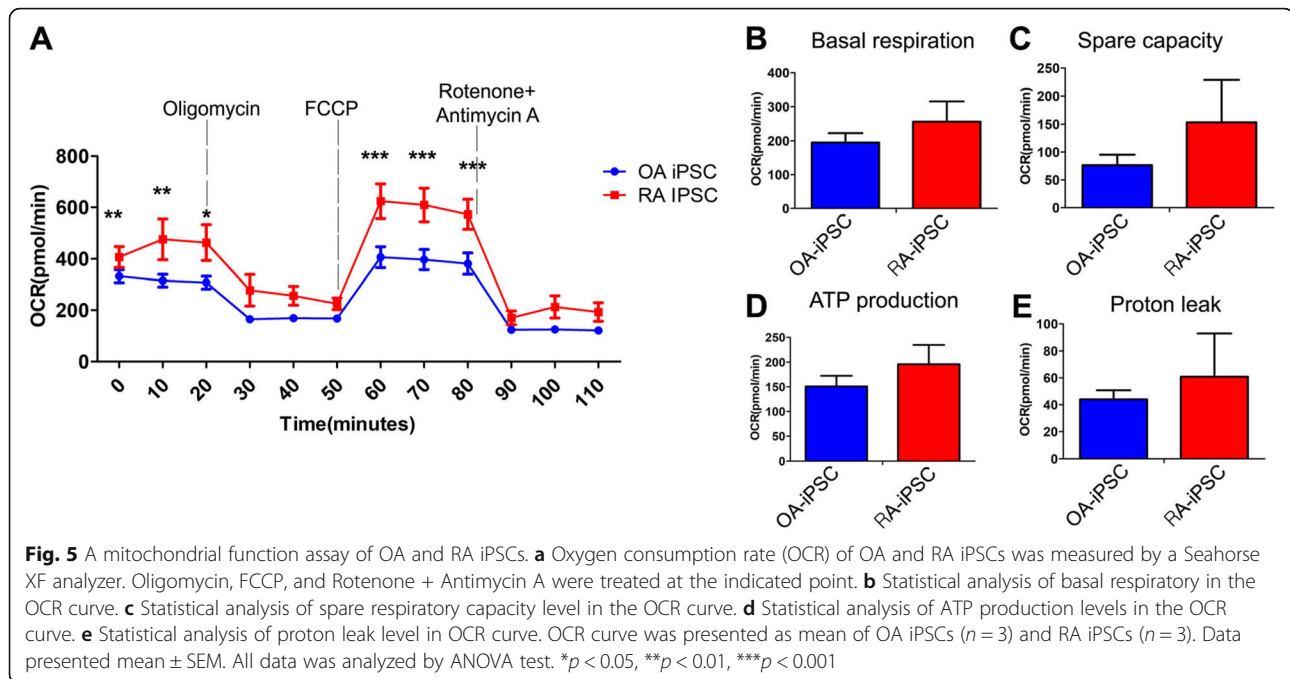 A
Oligomycin
FCCP
Rotenone+
Antimycin A
OA iPSC
RA IPSC
** ** * *** *** ***
OCR(pmol/min)
800
600
400
200
0
0 10 20 30 40 50 60 70 80 90 100 110
Time(minutes)
B
Basal respiration
OCR(pmol/min)
400
300
200
100
0
OA-iPSC RA-iPSC
C
Spare capacity
OCR(pmol/min)
250
200
150
100
50
0
OA-iPSC RA-iPSC
D
ATP production
OCR(pmol/min)
250
200
150
100
50
0
OA-iPSC RA-iPSC
E
Proton leak
OCR(pmol/min)
100
80
60
40
20
0
OA-iPSC RA-iPSC
Fig. 5 A mitochondrial function assay of OA and RA iPSCs. a Oxygen consumption rate (OCR) of OA and RA iPSCs was measured by a Seahorse
XF analyzer. Oligomycin, FCCP, and Rotenone + Antimycin A were treated at the indicated point. b Statistical analysis of basal respiratory in the
OCR curve. c Statistical analysis of spare respiratory capacity level in the OCR curve. d Statistical analysis of ATP production levels in the OCR
curve. e Statistical analysis of proton leak level in OCR curve. OCR curve was presented as mean of OA iPSCs (n = 3) and RA iPSCs (n = 3). Data
presented mean ± SEM. All data was analyzed by ANOVA test. *p < 0.05, **p < 0.01, ***p < 0.001